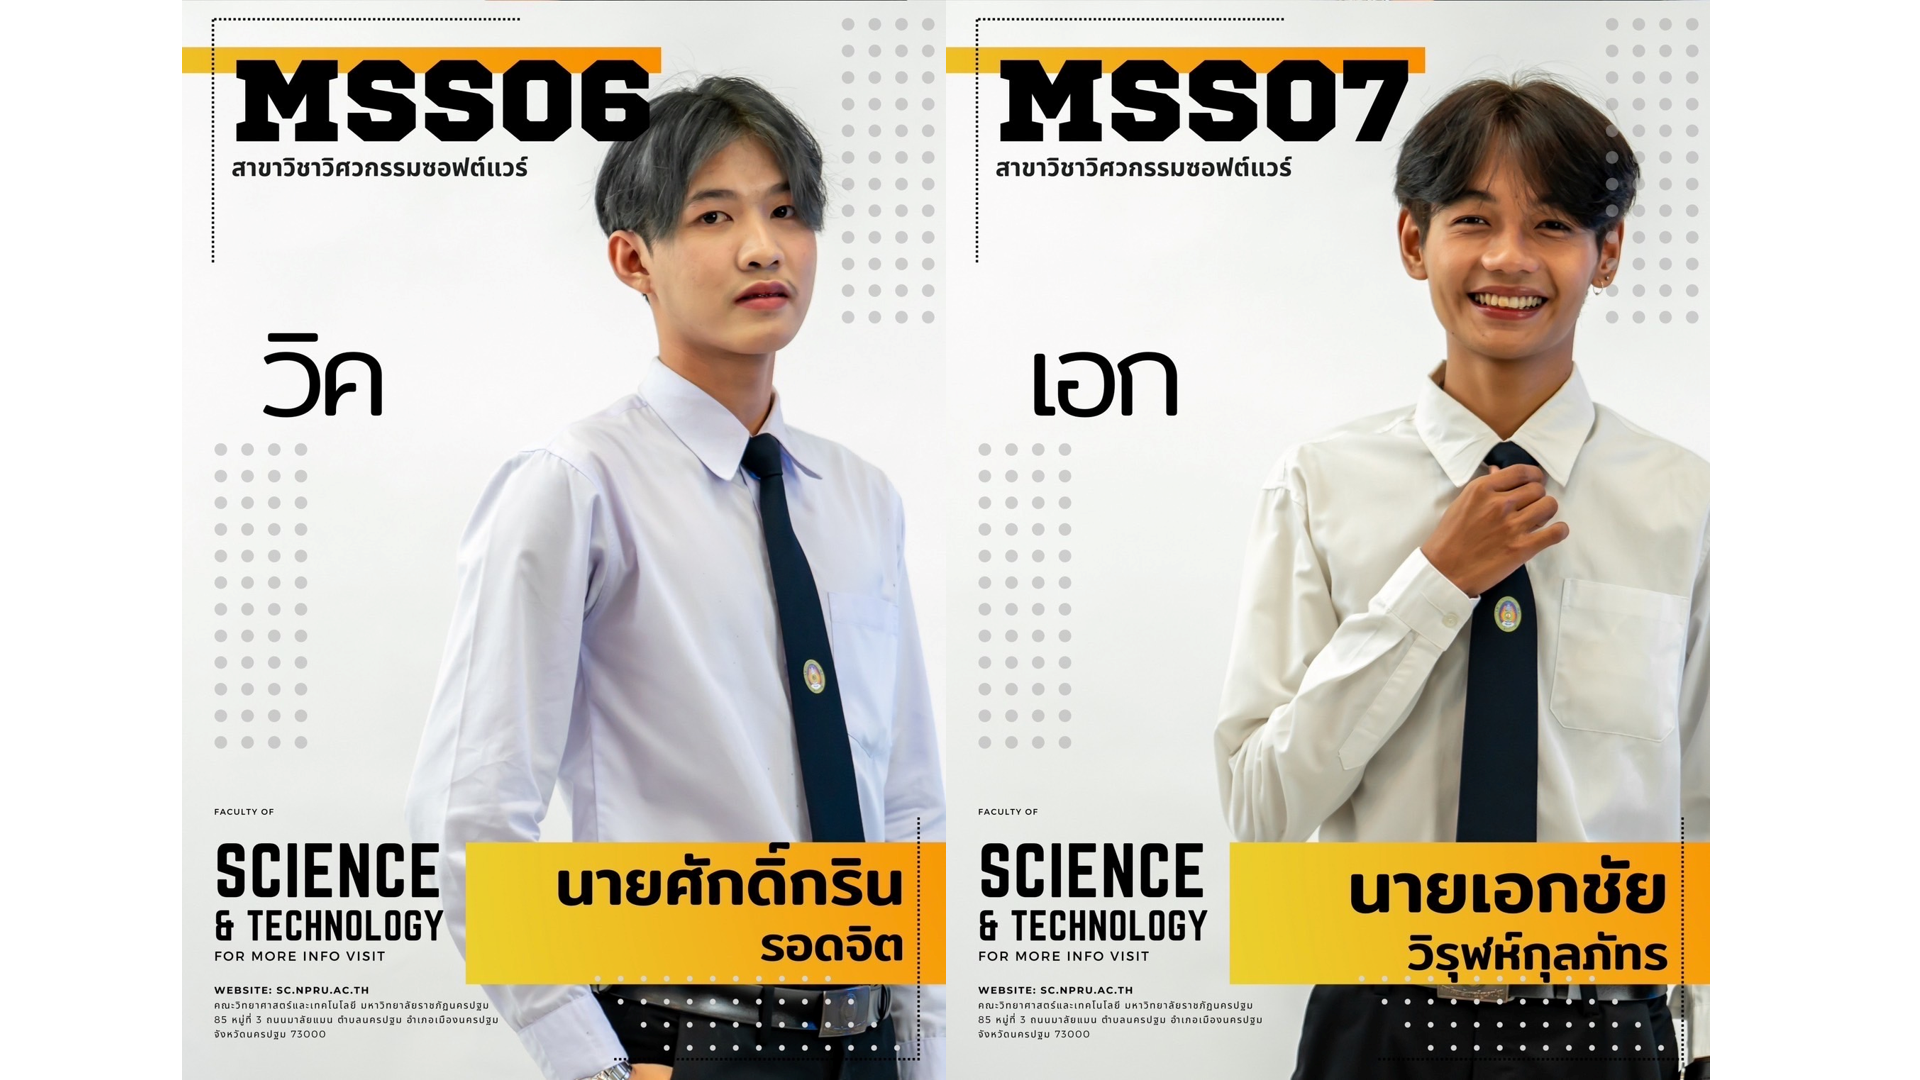 MSS06
สาขาวิชาวิศวกรรมซอฟต์แวร์
วิค
FACULTY OF
SCIENCE
& TECHNOLOGY
FOR MORE INFO VISIT
WEBSITE: SC.NPRU.AC.TH
คณะวิทยาศาสตร์และเทคโนโลยี มหาวิทยาลัยราชภัฏนครปฐม
85 หมู่ที่ 3 ถนนมาลัยแมน ตำบลนครปฐม อำเภอเมืองนครปฐม
จังหวัดนครปฐม 73000
นายศักดิ์กริน
รอดจิต
MSS07
สาขาวิชาวิศวกรรมซอฟต์แวร์
เอก
FACULTY OF
SCIENCE
& TECHNOLOGY
FOR MORE INFO VISIT
WEBSITE: SC.NPRU.AC.TH
คณะวิทยาศาสตร์และเทคโนโลยี มหาวิทยาลัยราชภัฏนครปฐม
85 หมู่ที่ 3 ถนนมาลัยแมน ตำบลนครปฐม อำเภอเมืองนครปฐม
จังหวัดนครปฐม 73000
นายเอกชัย
วิรุฬห์กุลภัทร